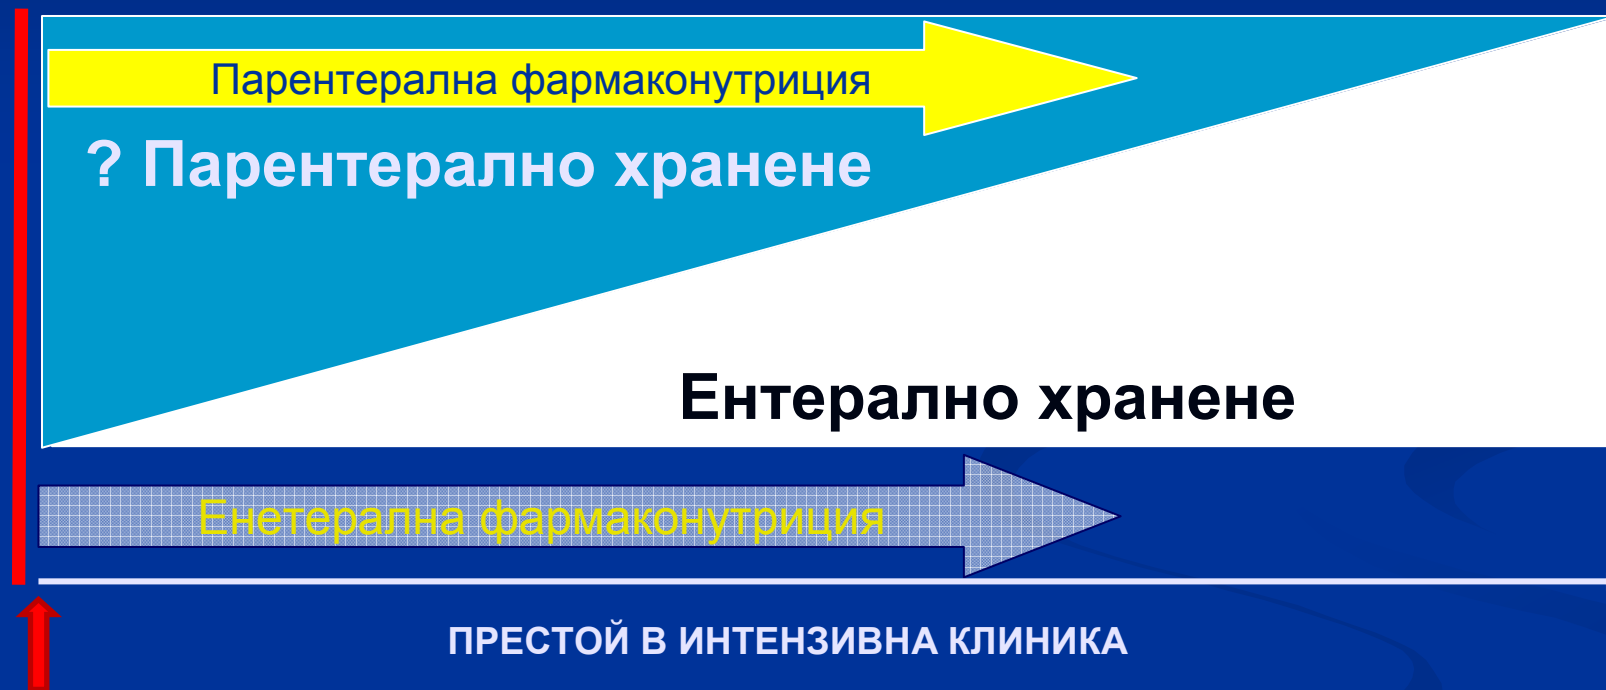 Парентерална фармаконутриция
? Парентерално хранене
Ентерално хранене
Енетерална фармаконутриция
ПРЕСТОЙ В ИНТЕНЗИВНА КЛИНИКА